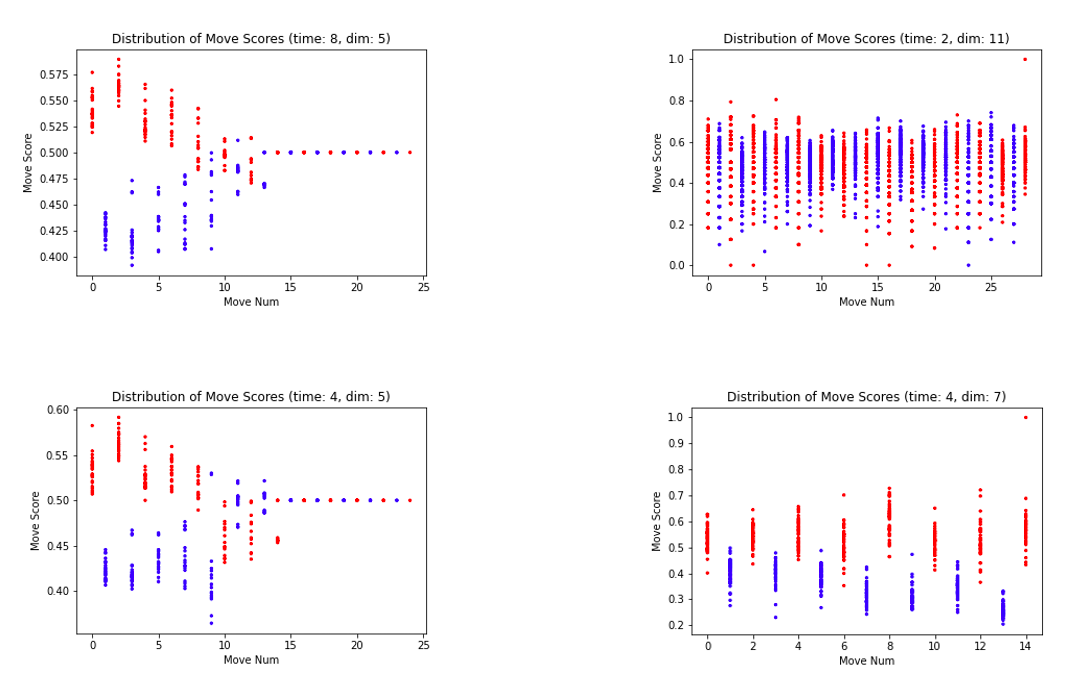 Distribution of Move Scores (time: 8, dim: 5)
0.575
0.550
0.525
0.500
0.475
0.450
0.425
0.400
Move Score
0 5 10 15 20 25
Move Num
Distribution of Move Scores (time: 2, dim: 11)
1.0
0.8
0.6
0.4
0.2
0.0
Move Score
0 5 10 15 20 25
Move Num
Distribution of Move Scores (time: 4, dim: 5)
0.60
0.55
0.50
0.45
0.40
Move Score
0 5 10 15 20 25
Move Num
Distribution of Move Scores (time: 4, dim: 7)
1.0
0.9
0.8
0.7
0.6
0.5
0.4
0.3
0.2
Move Score
0 2 4 6 8 10 12 14
Move Num